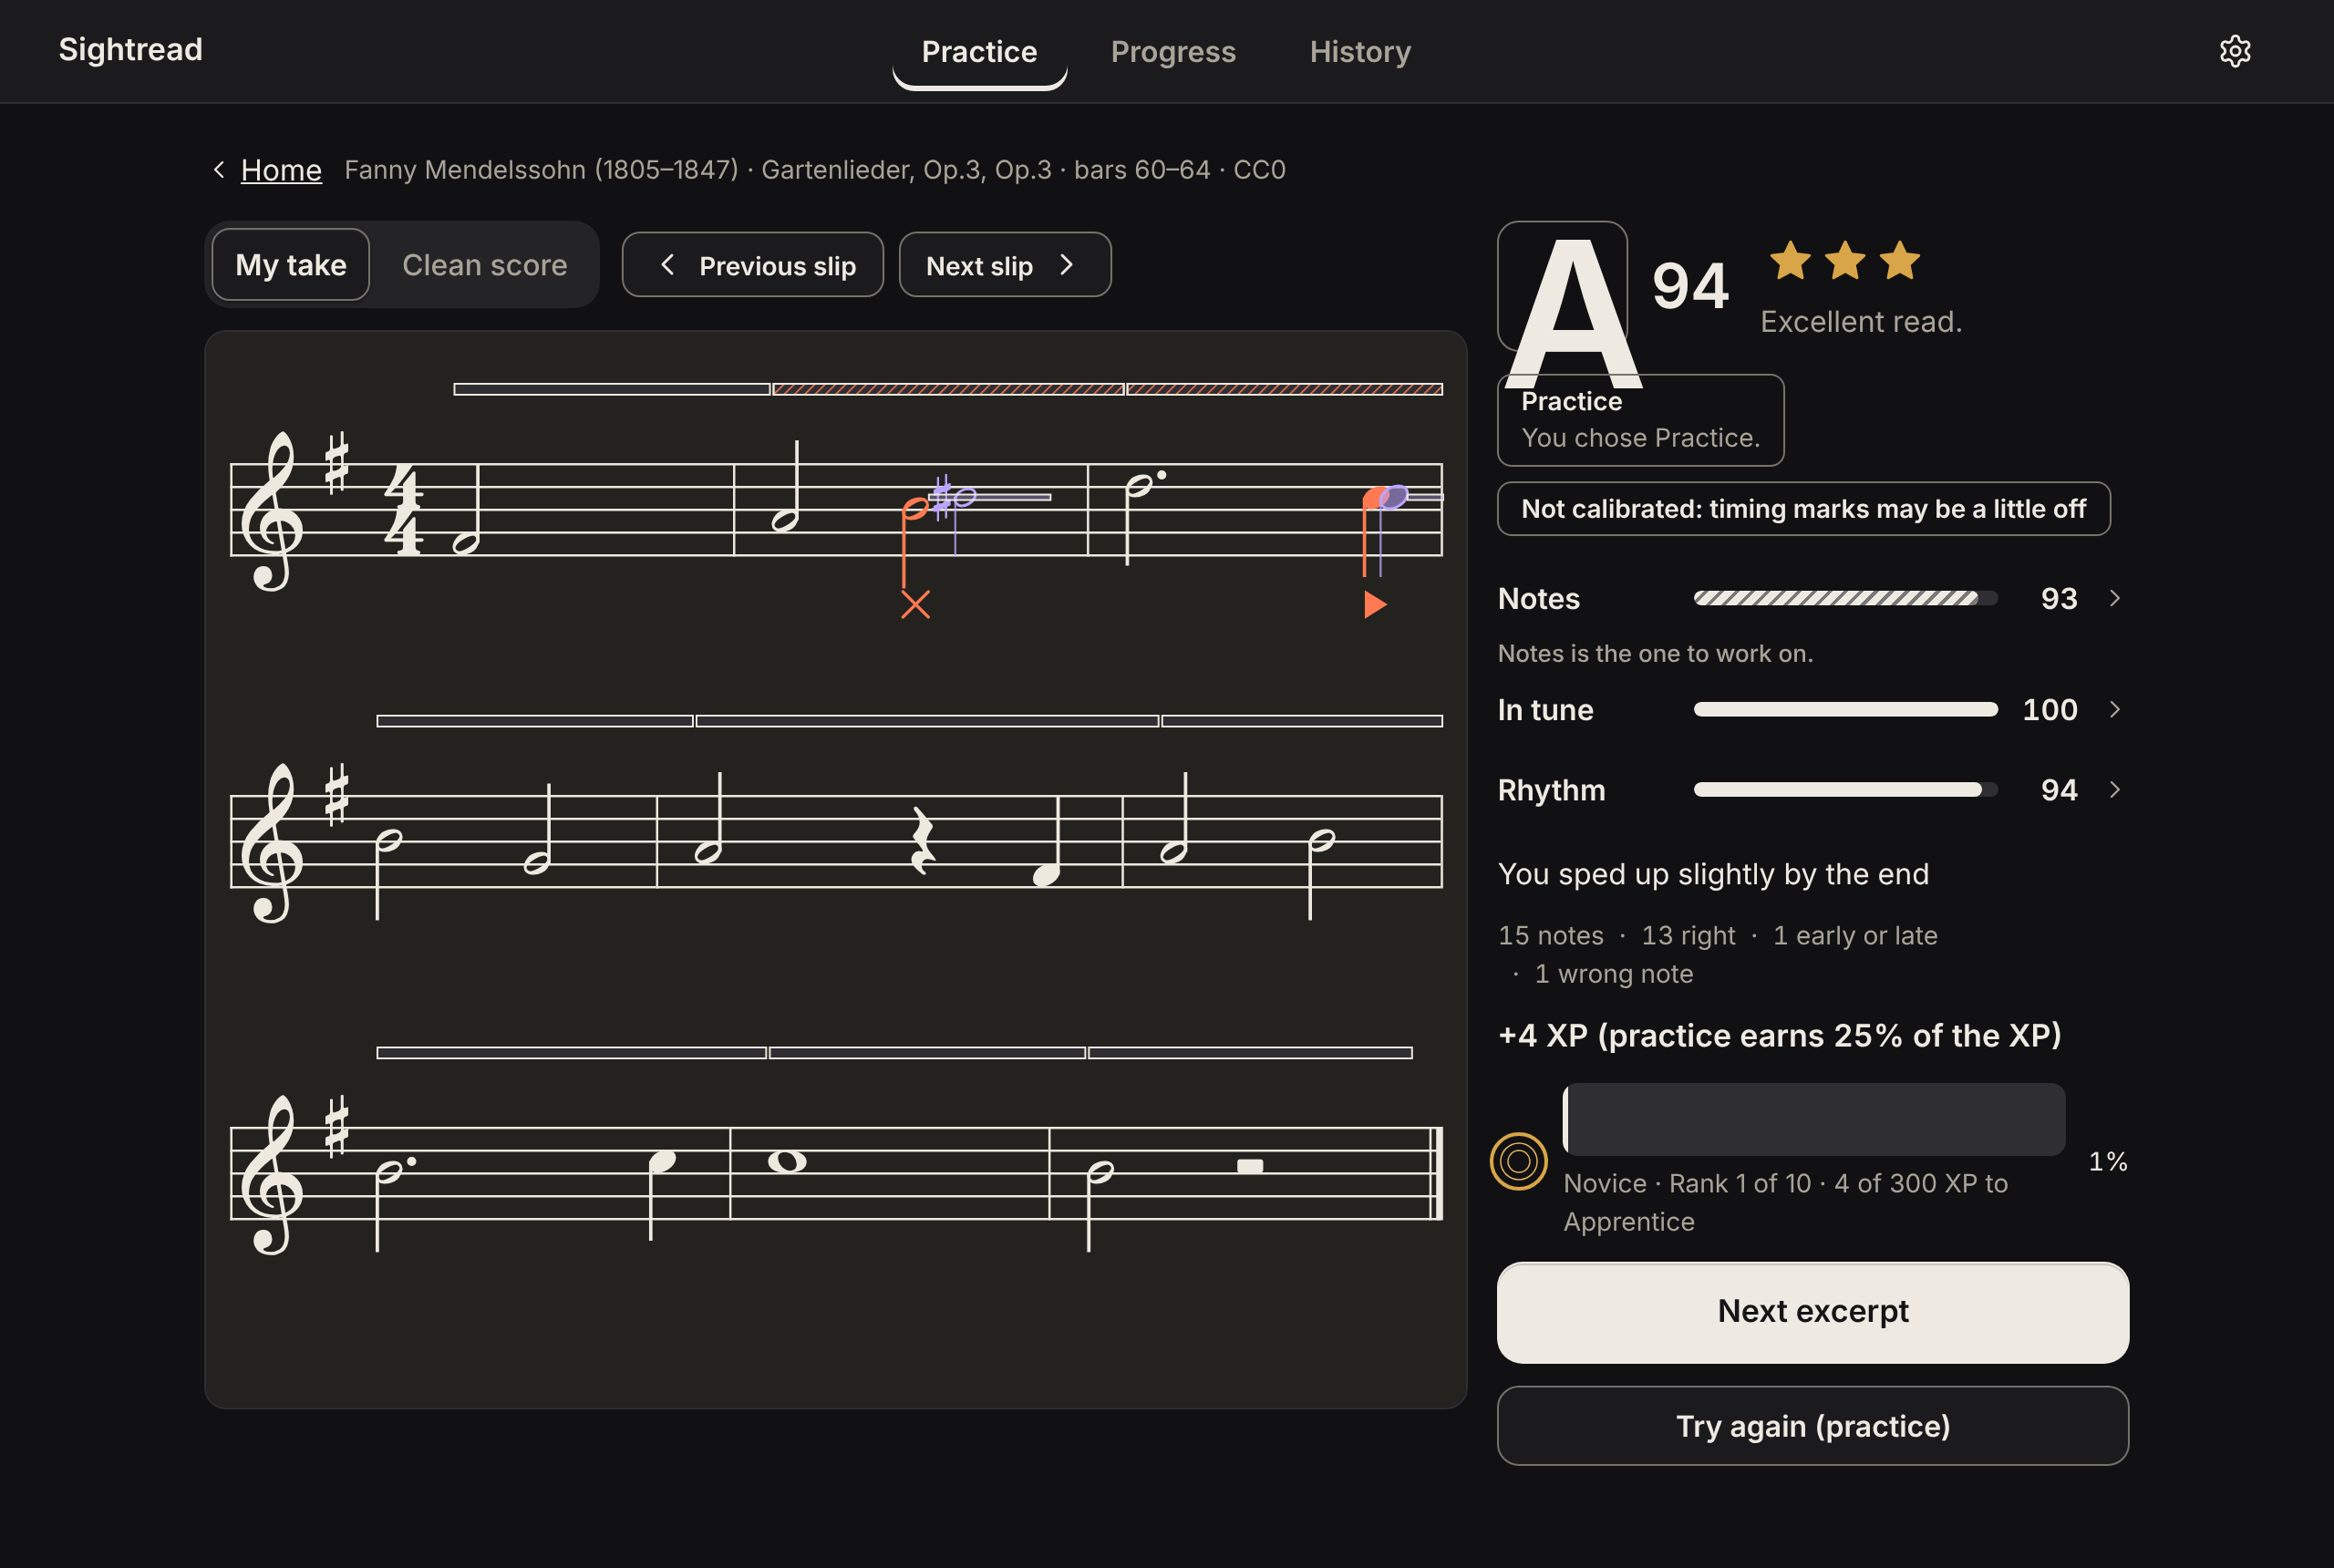 Sightread
Practice
Progress
History
Home
Fanny Mendelssohn (1805–1847) · Gartenlieder, Op.3, Op.3 · bars 60–64 · CC0
My take
Clean score
Previous slip
Next slip
A
94
Excellent read.
Practice
You chose Practice.
Not calibrated: timing marks may be a little off
4
4
Notes
93
Notes is the one to work on.
In tune
100
Rhythm
94
You sped up slightly by the end
15 notes · 13 right · 1 early or late
· 1 wrong note
+4 XP (practice earns 25% of the XP)
1%
Novice · Rank 1 of 10 · 4 of 300 XP to
Apprentice
Next excerpt
Try again (practice)